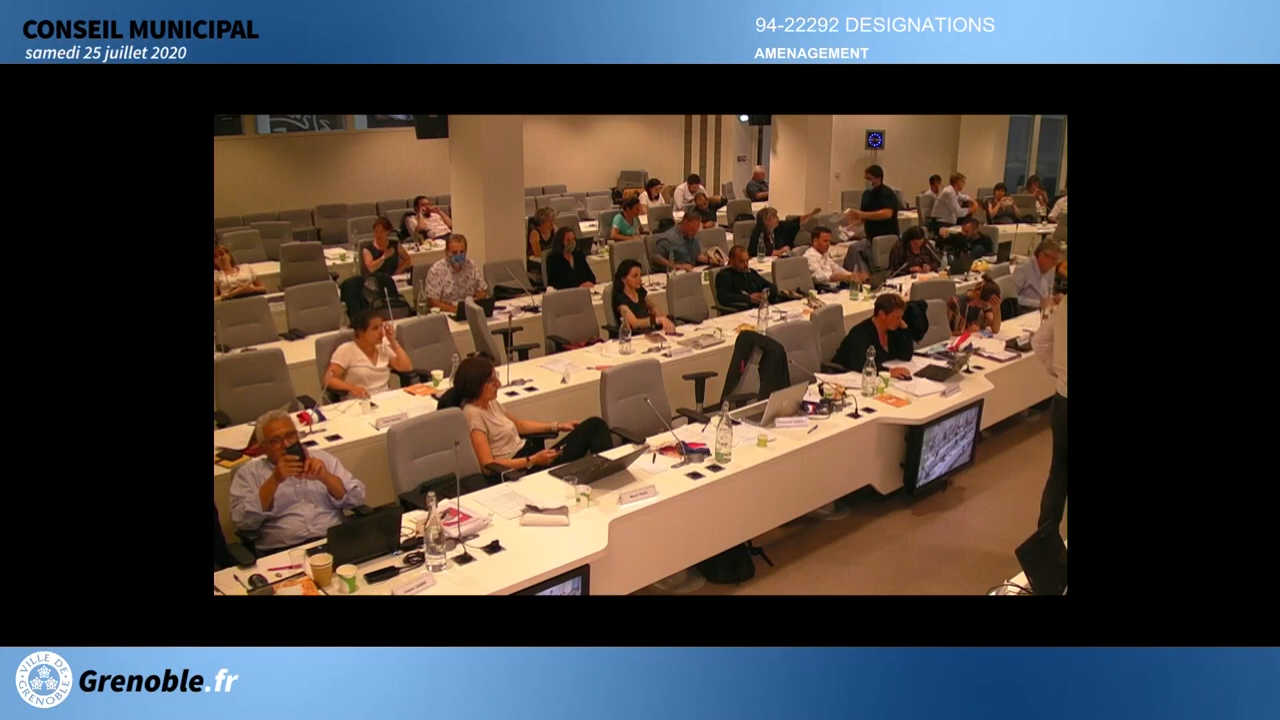 CONSEIL MUNICIPAL
samedi 25 juillet 2020
94-22292 DESIGNATIONS
AMENAGEMENT
VILLE DE GRENOBLE
Grenoble.fr